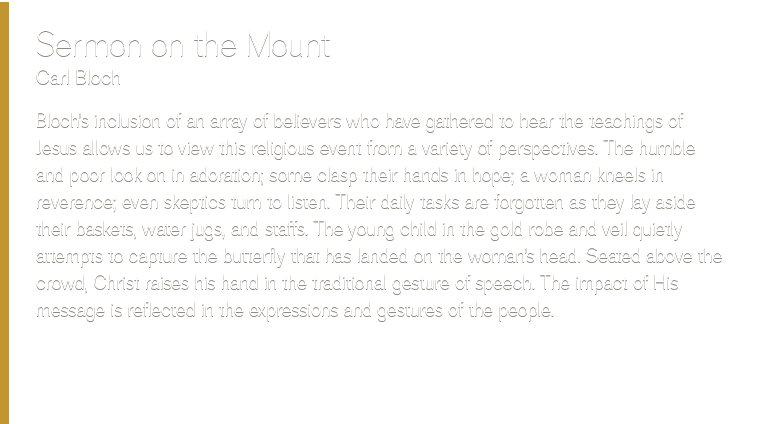 Sermon on the Mount
Carl Bloch
Bloch's inclusion of an array of believers who have gathered to hear the teachings of
Jesus allows us to view this religious event from a variety of perspectives. The humble
and poor look on in adoration; some clasp their hands in hope; a woman kneels in
reverence; even skeptics turn to listen. Their daily tasks are forgotten as they lay aside
their baskets, water jugs, and staffs. The young child in the gold robe and veil quietly
attempts to capture the butterfly that has landed on the woman's head. Seated above the
crowd, Christ raises his hand in the traditional gesture of speech. The impact of His
message is reflected in the expressions and gestures of the people.